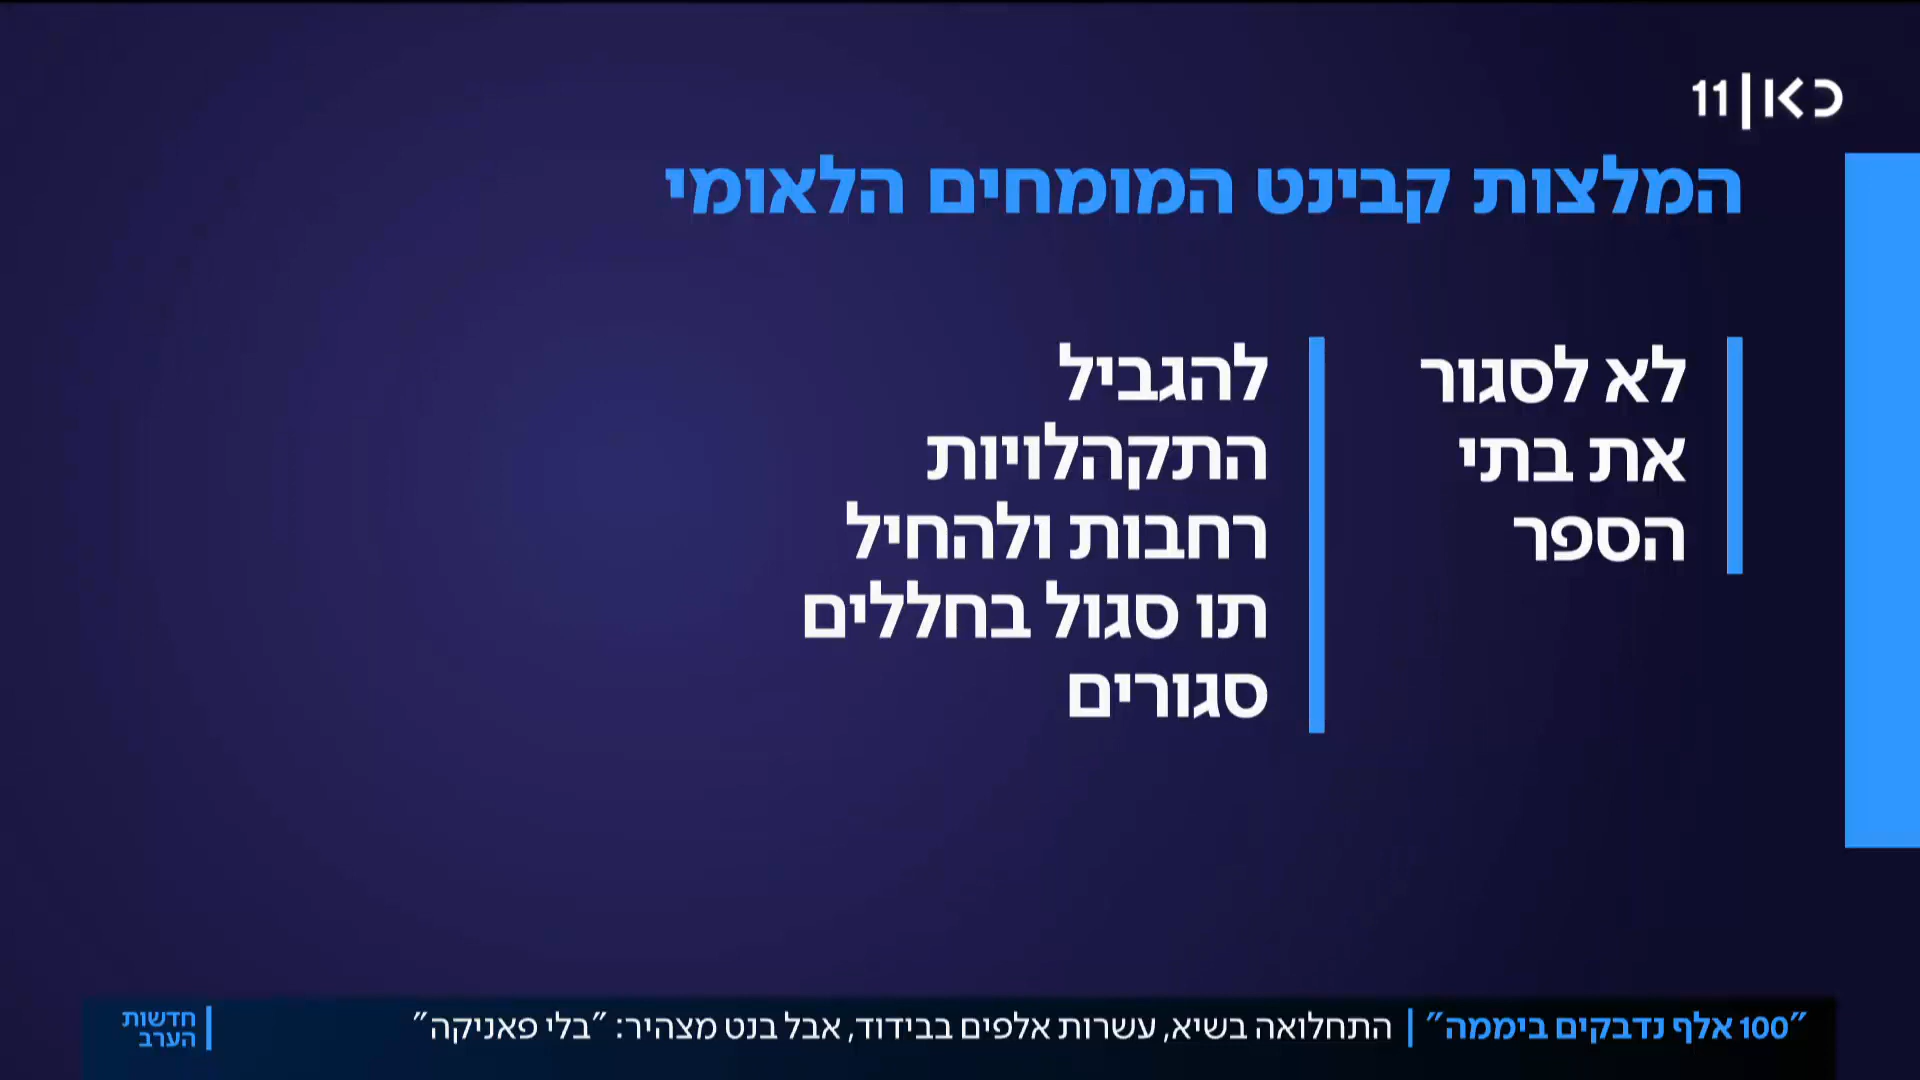 כאן 11
המלצות קבינט המומחים הלאומי
לא לסגור
את בתי
הספר
להגביל
התקהלויות
רחבות ולהחיל
תו סגול בחללים
סגורים
"100 אלף נדבקים ביממה" | התחלואה בשיא, עשרות אלפים בבידוד, אבל בנט מצהיר: "בלי פאניקה"
חדשות
הערב